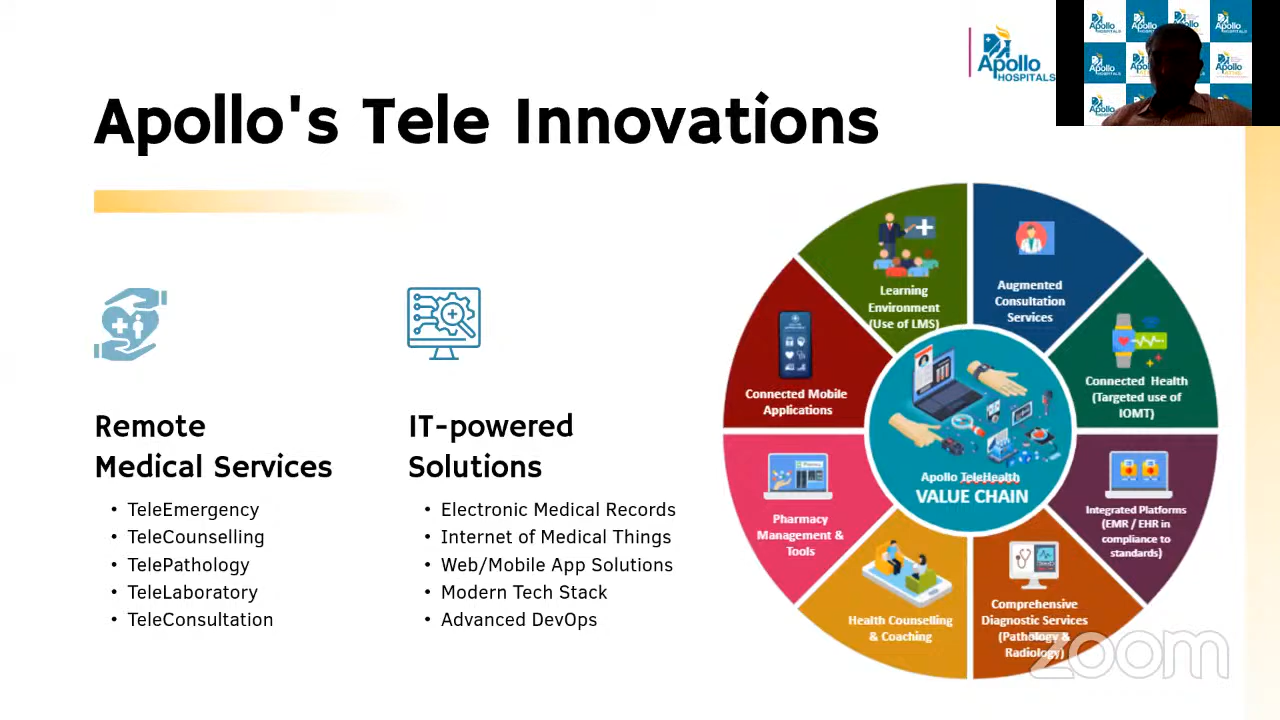 Apollo
HOSPITALS
Apollo's Tele Innovations
Remote
Medical Services
• TeleEmergency
• TeleCounselling
• TelePathology
• TeleLaboratory
• TeleConsultation
IT-powered
Solutions
• Electronic Medical Records
• Internet of Medical Things
• Web/Mobile App Solutions
• Modern Tech Stack
• Advanced DevOps
Learning
Environment
(Use of LMS)
Augmented
Consultation
Services
Connected Health
(Targeted use of
IOMT)
Integrated Platforms
(EMR / EHR in
compliance to
standards)
Comprehensive
Diagnostic Services
(Pathology &
Radiology)
Health Counselling
& Coaching
Pharmacy
Management &
Tools
Connected Mobile
Applications
Apollo TeleHealth
VALUE CHAIN
zoom